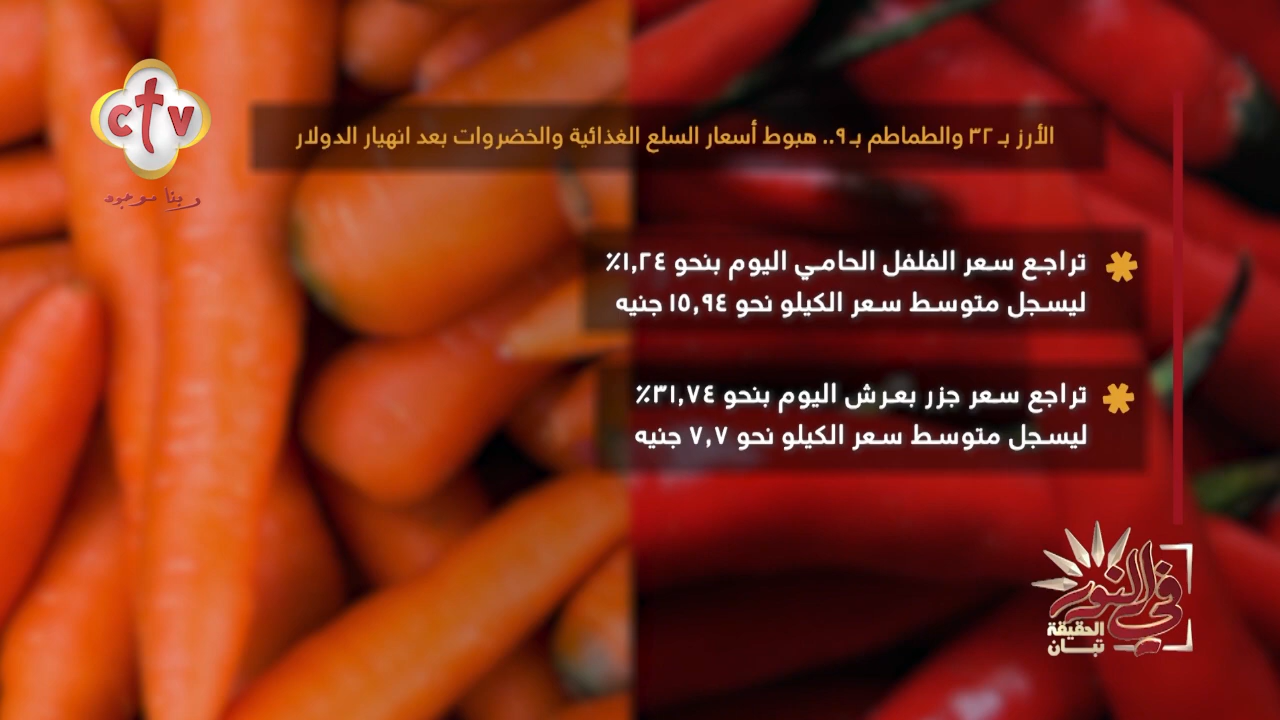 ctv
ربنا موجود
الأرز بـ ٣٢ والطماطم بـ ٩.. هبوط أسعار السلع الغذائية والخضروات بعد انهيار الدولار
تراجع سعر الفلفل الحامي اليوم بنحو ١,٢٤٪
ليسجل متوسط سعر الكيلو نحو ١٥,٩٤ جنيه
تراجع سعر جزر بعرش اليوم بنحو ٣١,٧٤٪
ليسجل متوسط سعر الكيلو نحو ٧,٧ جنيه
في النور
الحقيقة
تبان